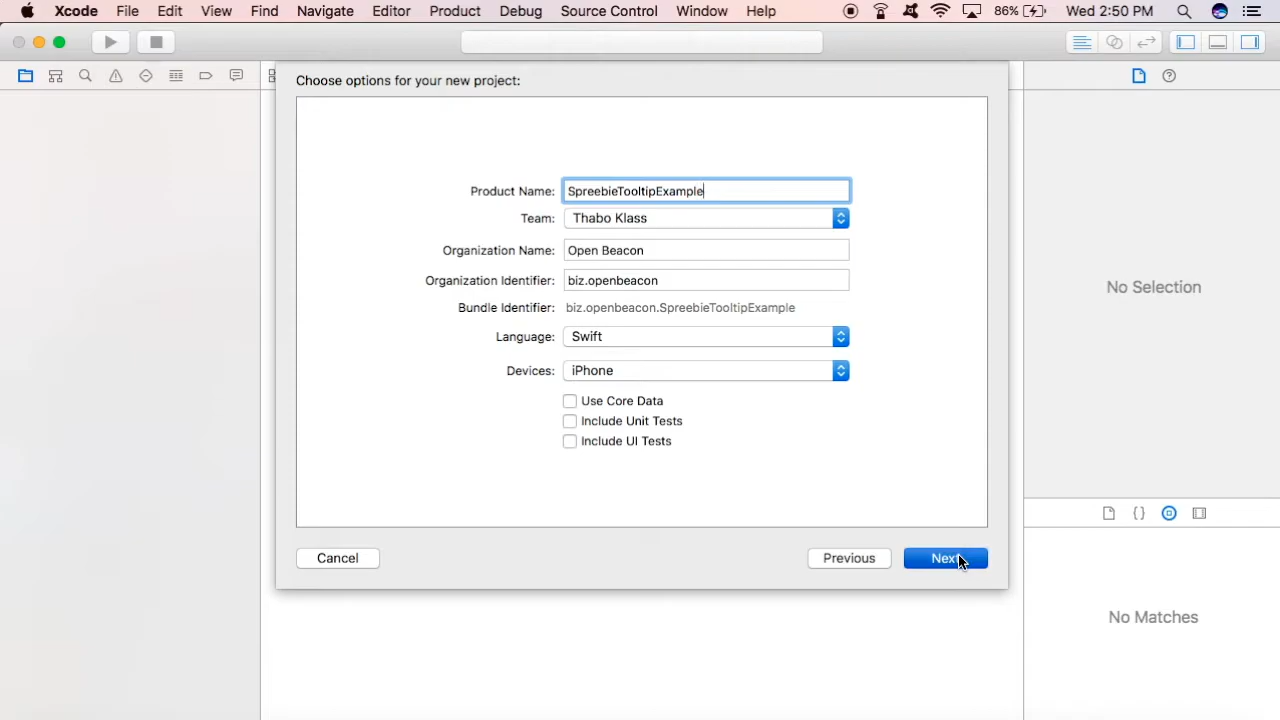 Xcode File Edit View Find Navigate Editor Product Debug Source Control Window Help 86% Wed 2:50 PM
Choose options for your new project:
Product Name: SpreebieTooltipExample
Team: Thabo Klass
Organization Name: Open Beacon
Organization Identifier: biz.openbeacon
Bundle Identifier: biz.openbeacon.SpreebieTooltipExample
Language: Swift
Devices: iPhone
Use Core Data
Include Unit Tests
Include UI Tests
Cancel Previous Next
No Selection
No Matches